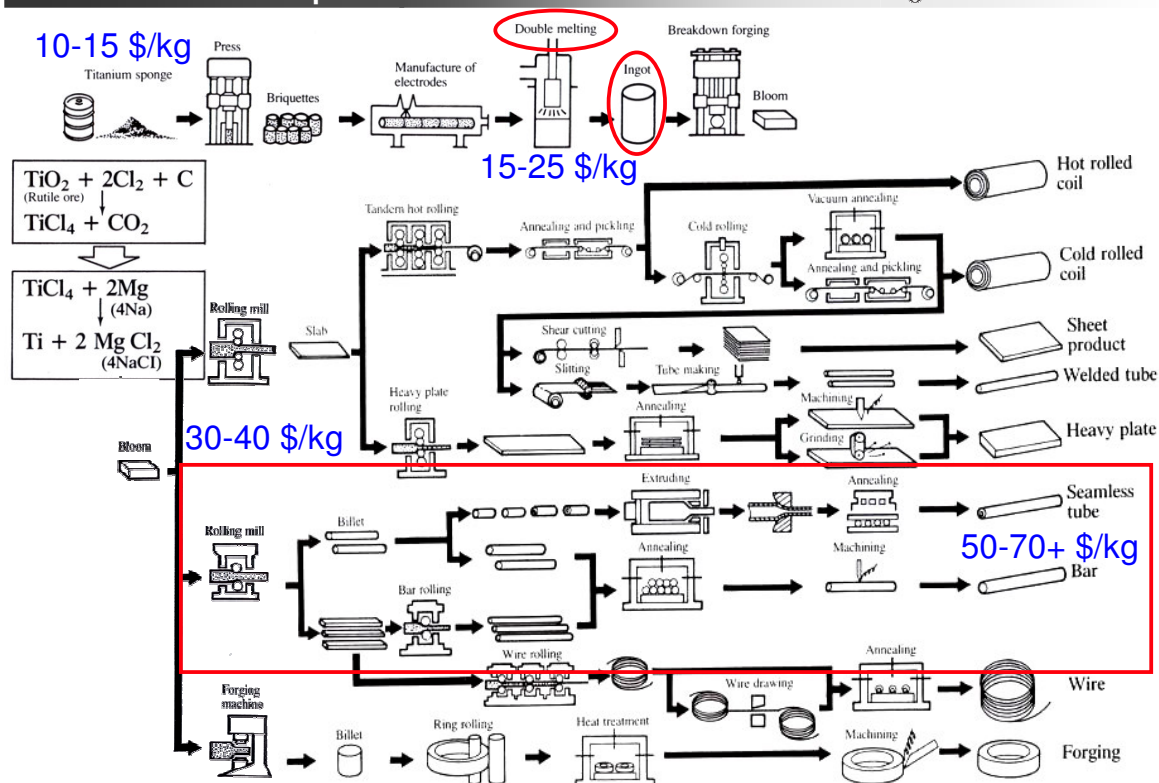 Double melting
Breakdown forging
10-15 $/kg
Press
Titanium sponge
Manufacture of
electrodes
Ingot
Briquettes
Bloom
15-25 $/kg
TiO2 + 2Cl2 + C
(Rutile ore)
TiCl4 + CO2
TiCl4 + 2Mg
(4Na)
Ti + 2 Mg Cl2
(4NaCl)
Hot rolled
coil
Tandem hot rolling
Annealing and pickling
Cold rolling
Vacuum annealing
Annealing and pickling
Cold rolled
coil
Rolling mill
Slab
Shear cutting
Sheet
product
Slitting
Tube making
Welded tube
Heavy plate
rolling
Annealing
Machining
Grinding
Heavy plate
30-40 $/kg
Bloom
Extruding
Annealing
Seamless
tube
Rolling mill
Billet
Annealing
Machining
50-70+ $/kg
Bar
Bar rolling
Wire rolling
Wire drawing
Annealing
Wire
Forging
machine
Billet
Ring rolling
Heat treatment
Machining
Forging